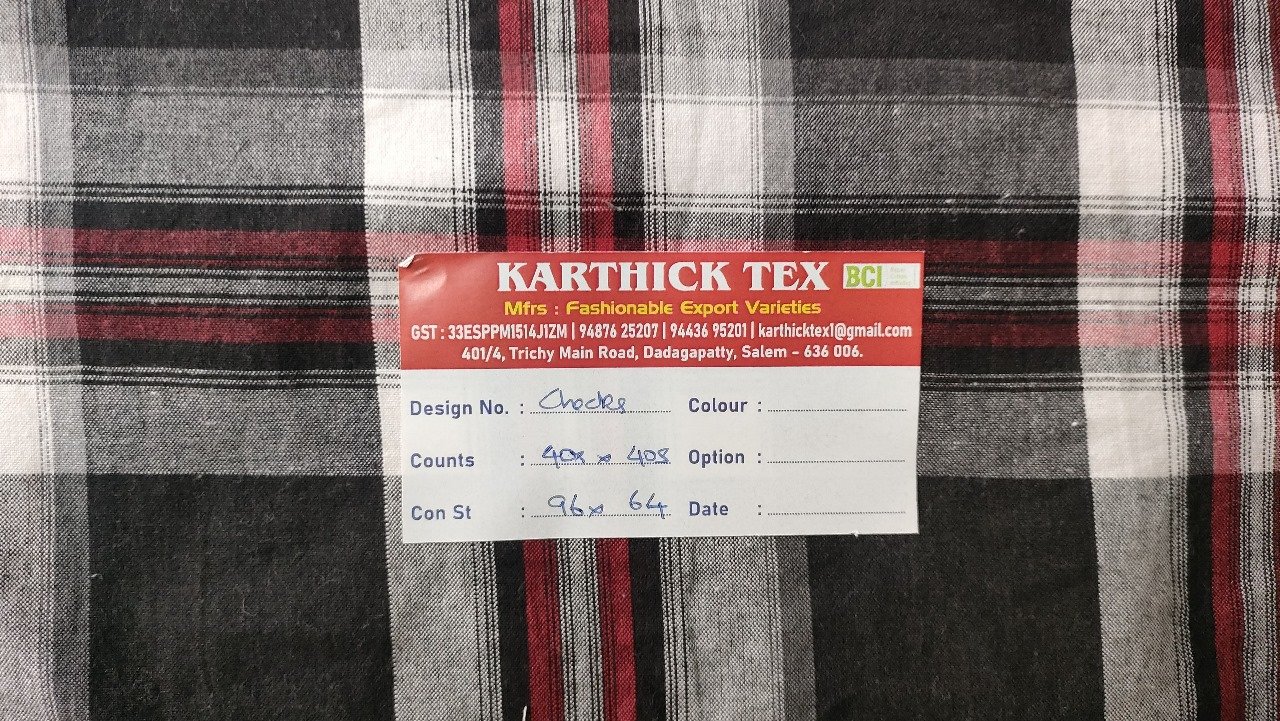 KARTHICK TEX BCI
Mfrs : Fashionable Export Varieties
GST : 33ESPPM1514J1ZM | 94876 25207 | 94436 95201 | karthicktex1@gmail.com
401/4, Trichy Main Road, Dadagapatty, Salem - 636 006.
Design No. : Checks Colour :
Counts : 40s x 40s Option :
Con St : 96x 64 Date :